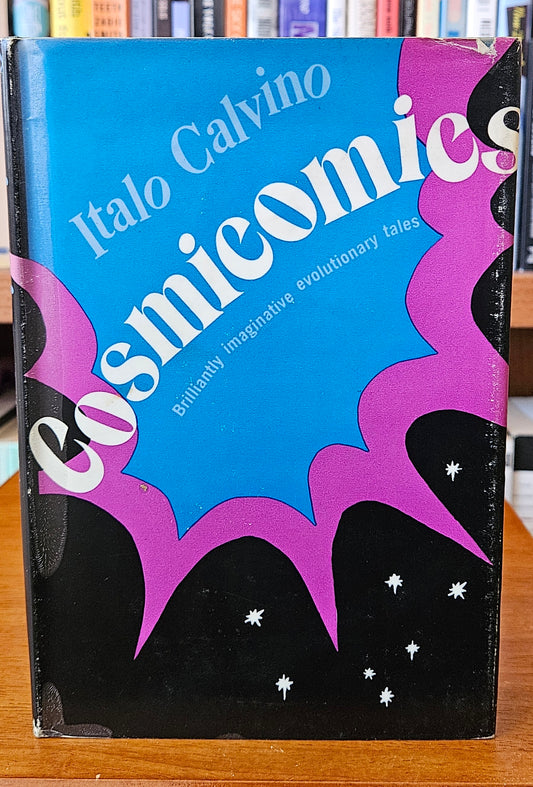 Italo Calvino
Cosmicomics
Brilliantly imaginative evolutionary tales